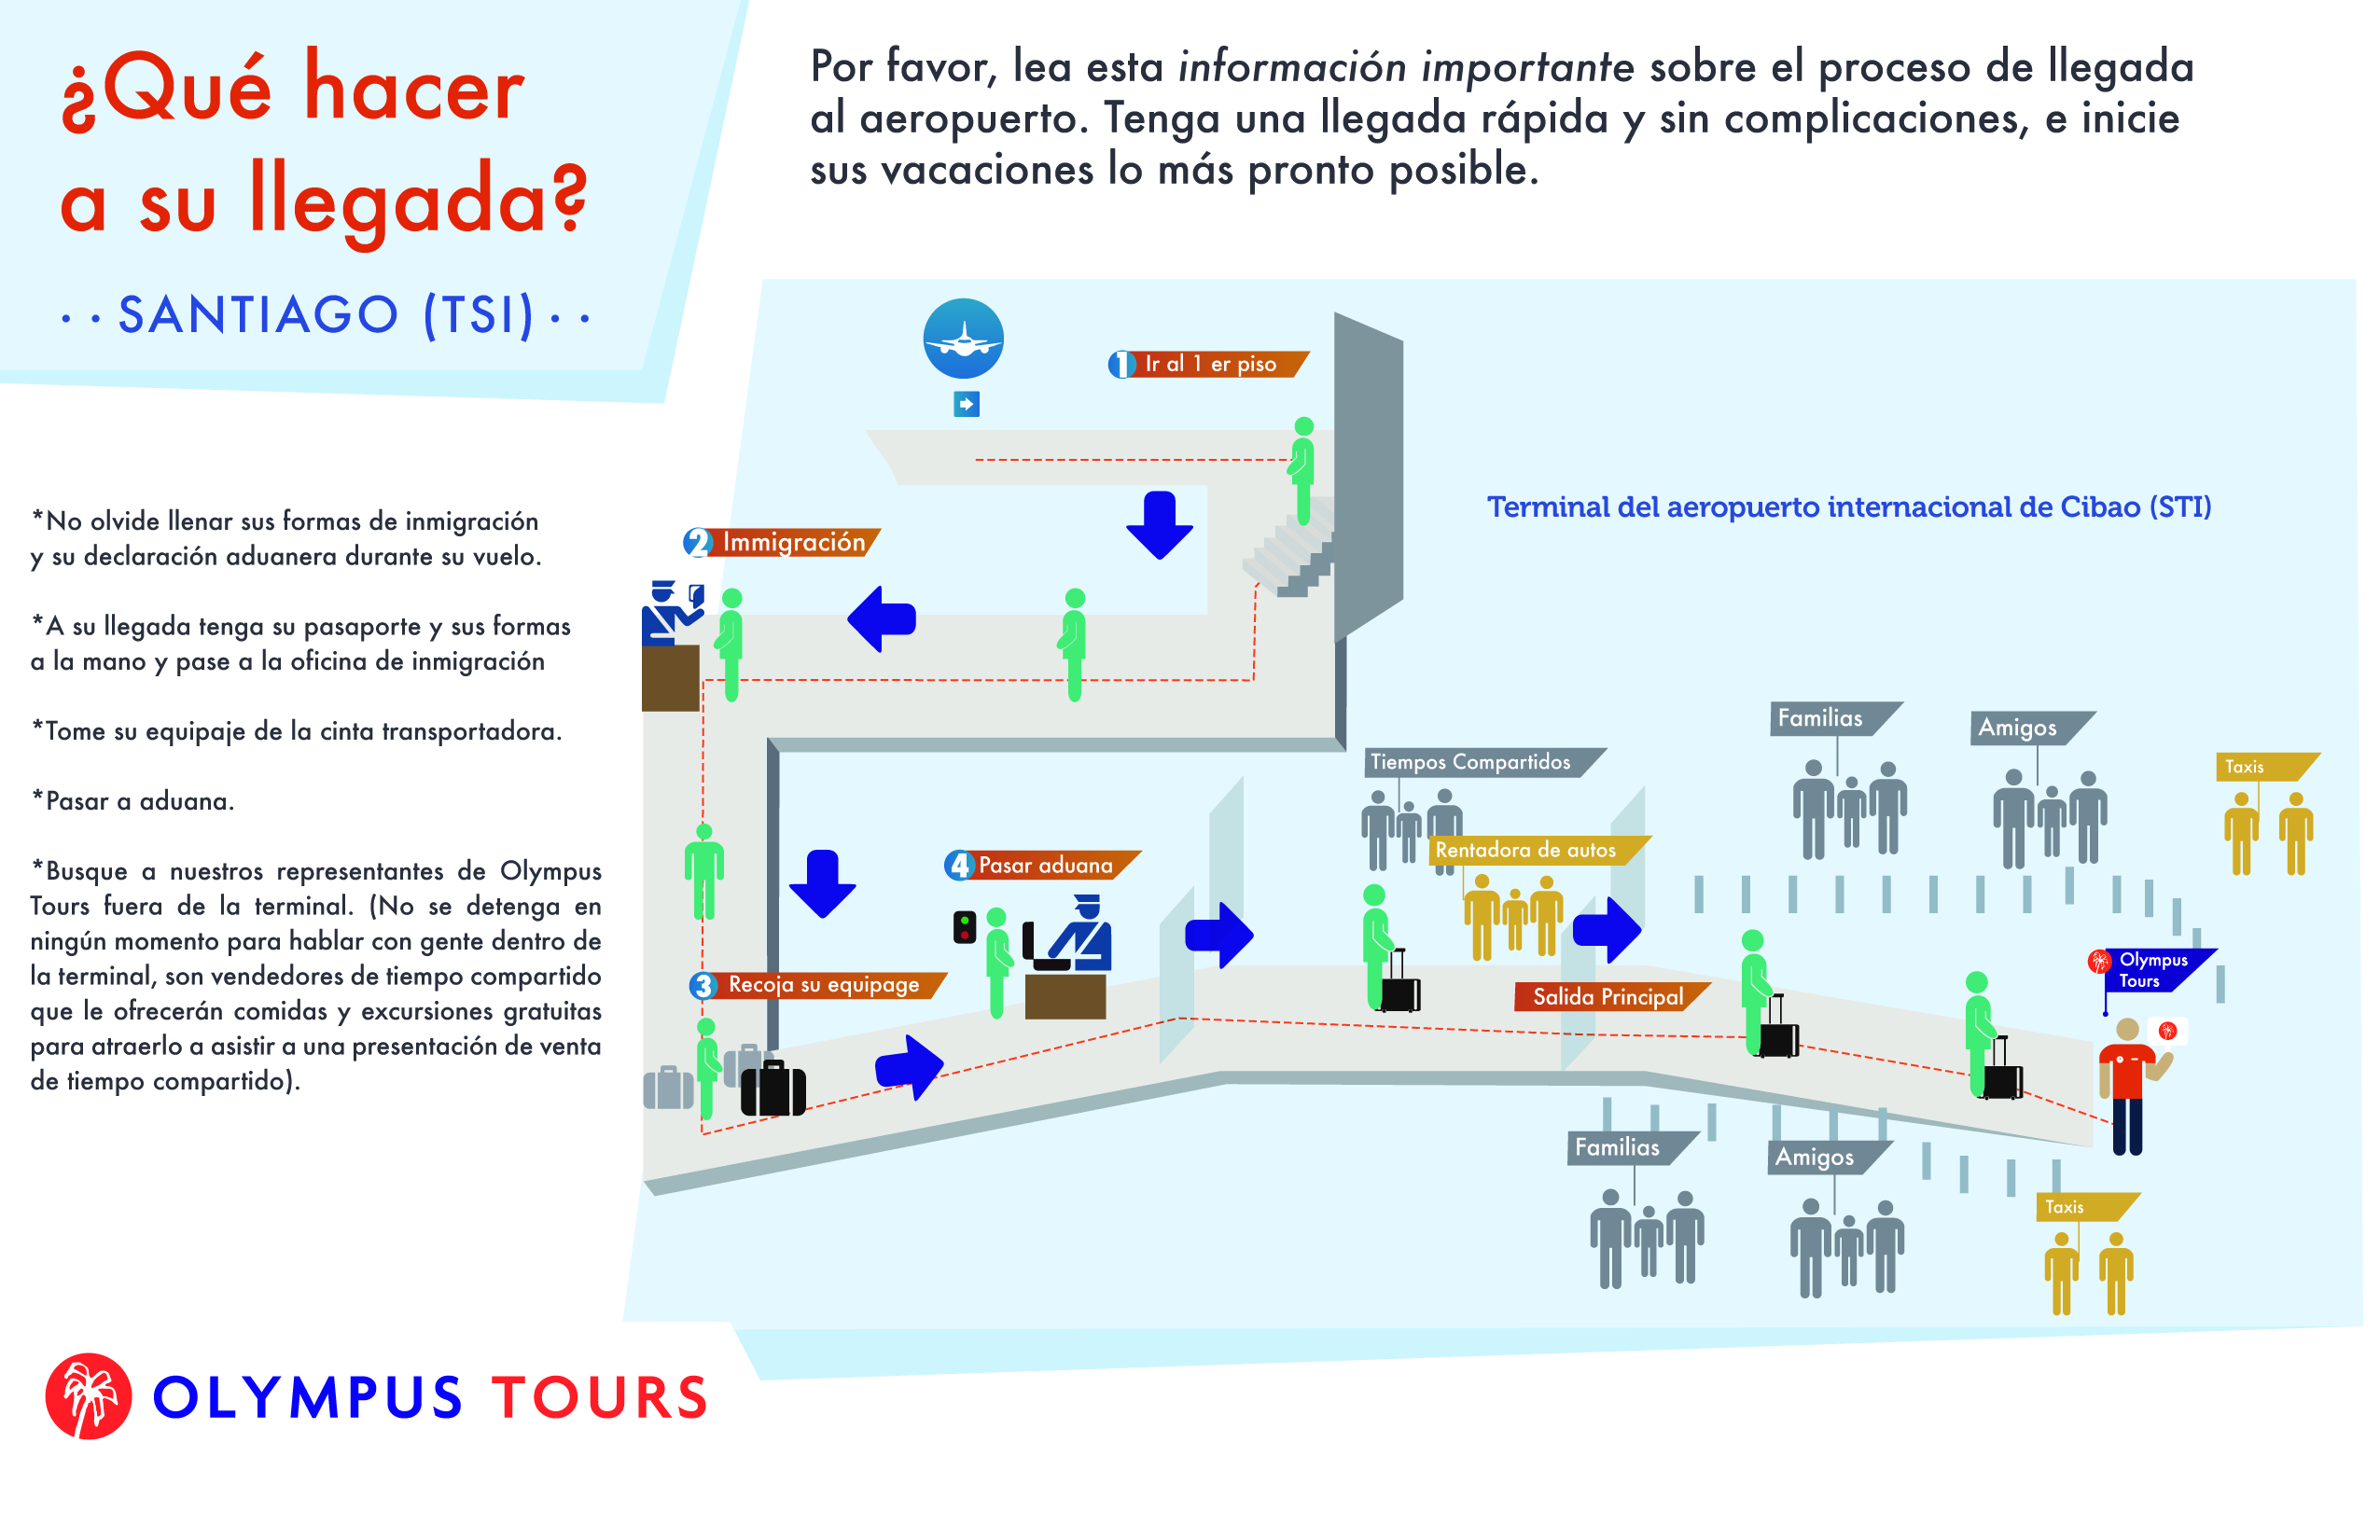 ¿Qué hacer
a su llegada?
SANTIAGO (TSI)
Por favor, lea esta información importante sobre el proceso de llegada
al aeropuerto. Tenga una llegada rápida y sin complicaciones, e inicie
sus vacaciones lo más pronto posible.
*No olvide llenar sus formas de inmigración
y su declaración aduanera durante su vuelo.
*A su llegada tenga su pasaporte y sus formas
a la mano y pase a la oficina de inmigración
*Tome su equipaje de la cinta transportadora.
*Pasar a aduana.
*Busque a nuestros representantes de Olympus
Tours fuera de la terminal. (No se detenga en
ningún momento para hablar con gente dentro de
la terminal, son vendedores de tiempo compartido
que le ofrecerán comidas y excursiones gratuitas
para atraerlo a asistir a una presentación de venta
de tiempo compartido).
1 Ir al 1 er piso
Terminal del aeropuerto internacional de Cibao (STI)
2 Immigración
Familias
Amigos
Tiempos Compartidos
Taxis
Rentadora de autos
4 Pasar aduana
3 Recoja su equipage
Salida Principal
Olympus
Tours
Familias
Amigos
Taxis
OLYMPUS TOURS